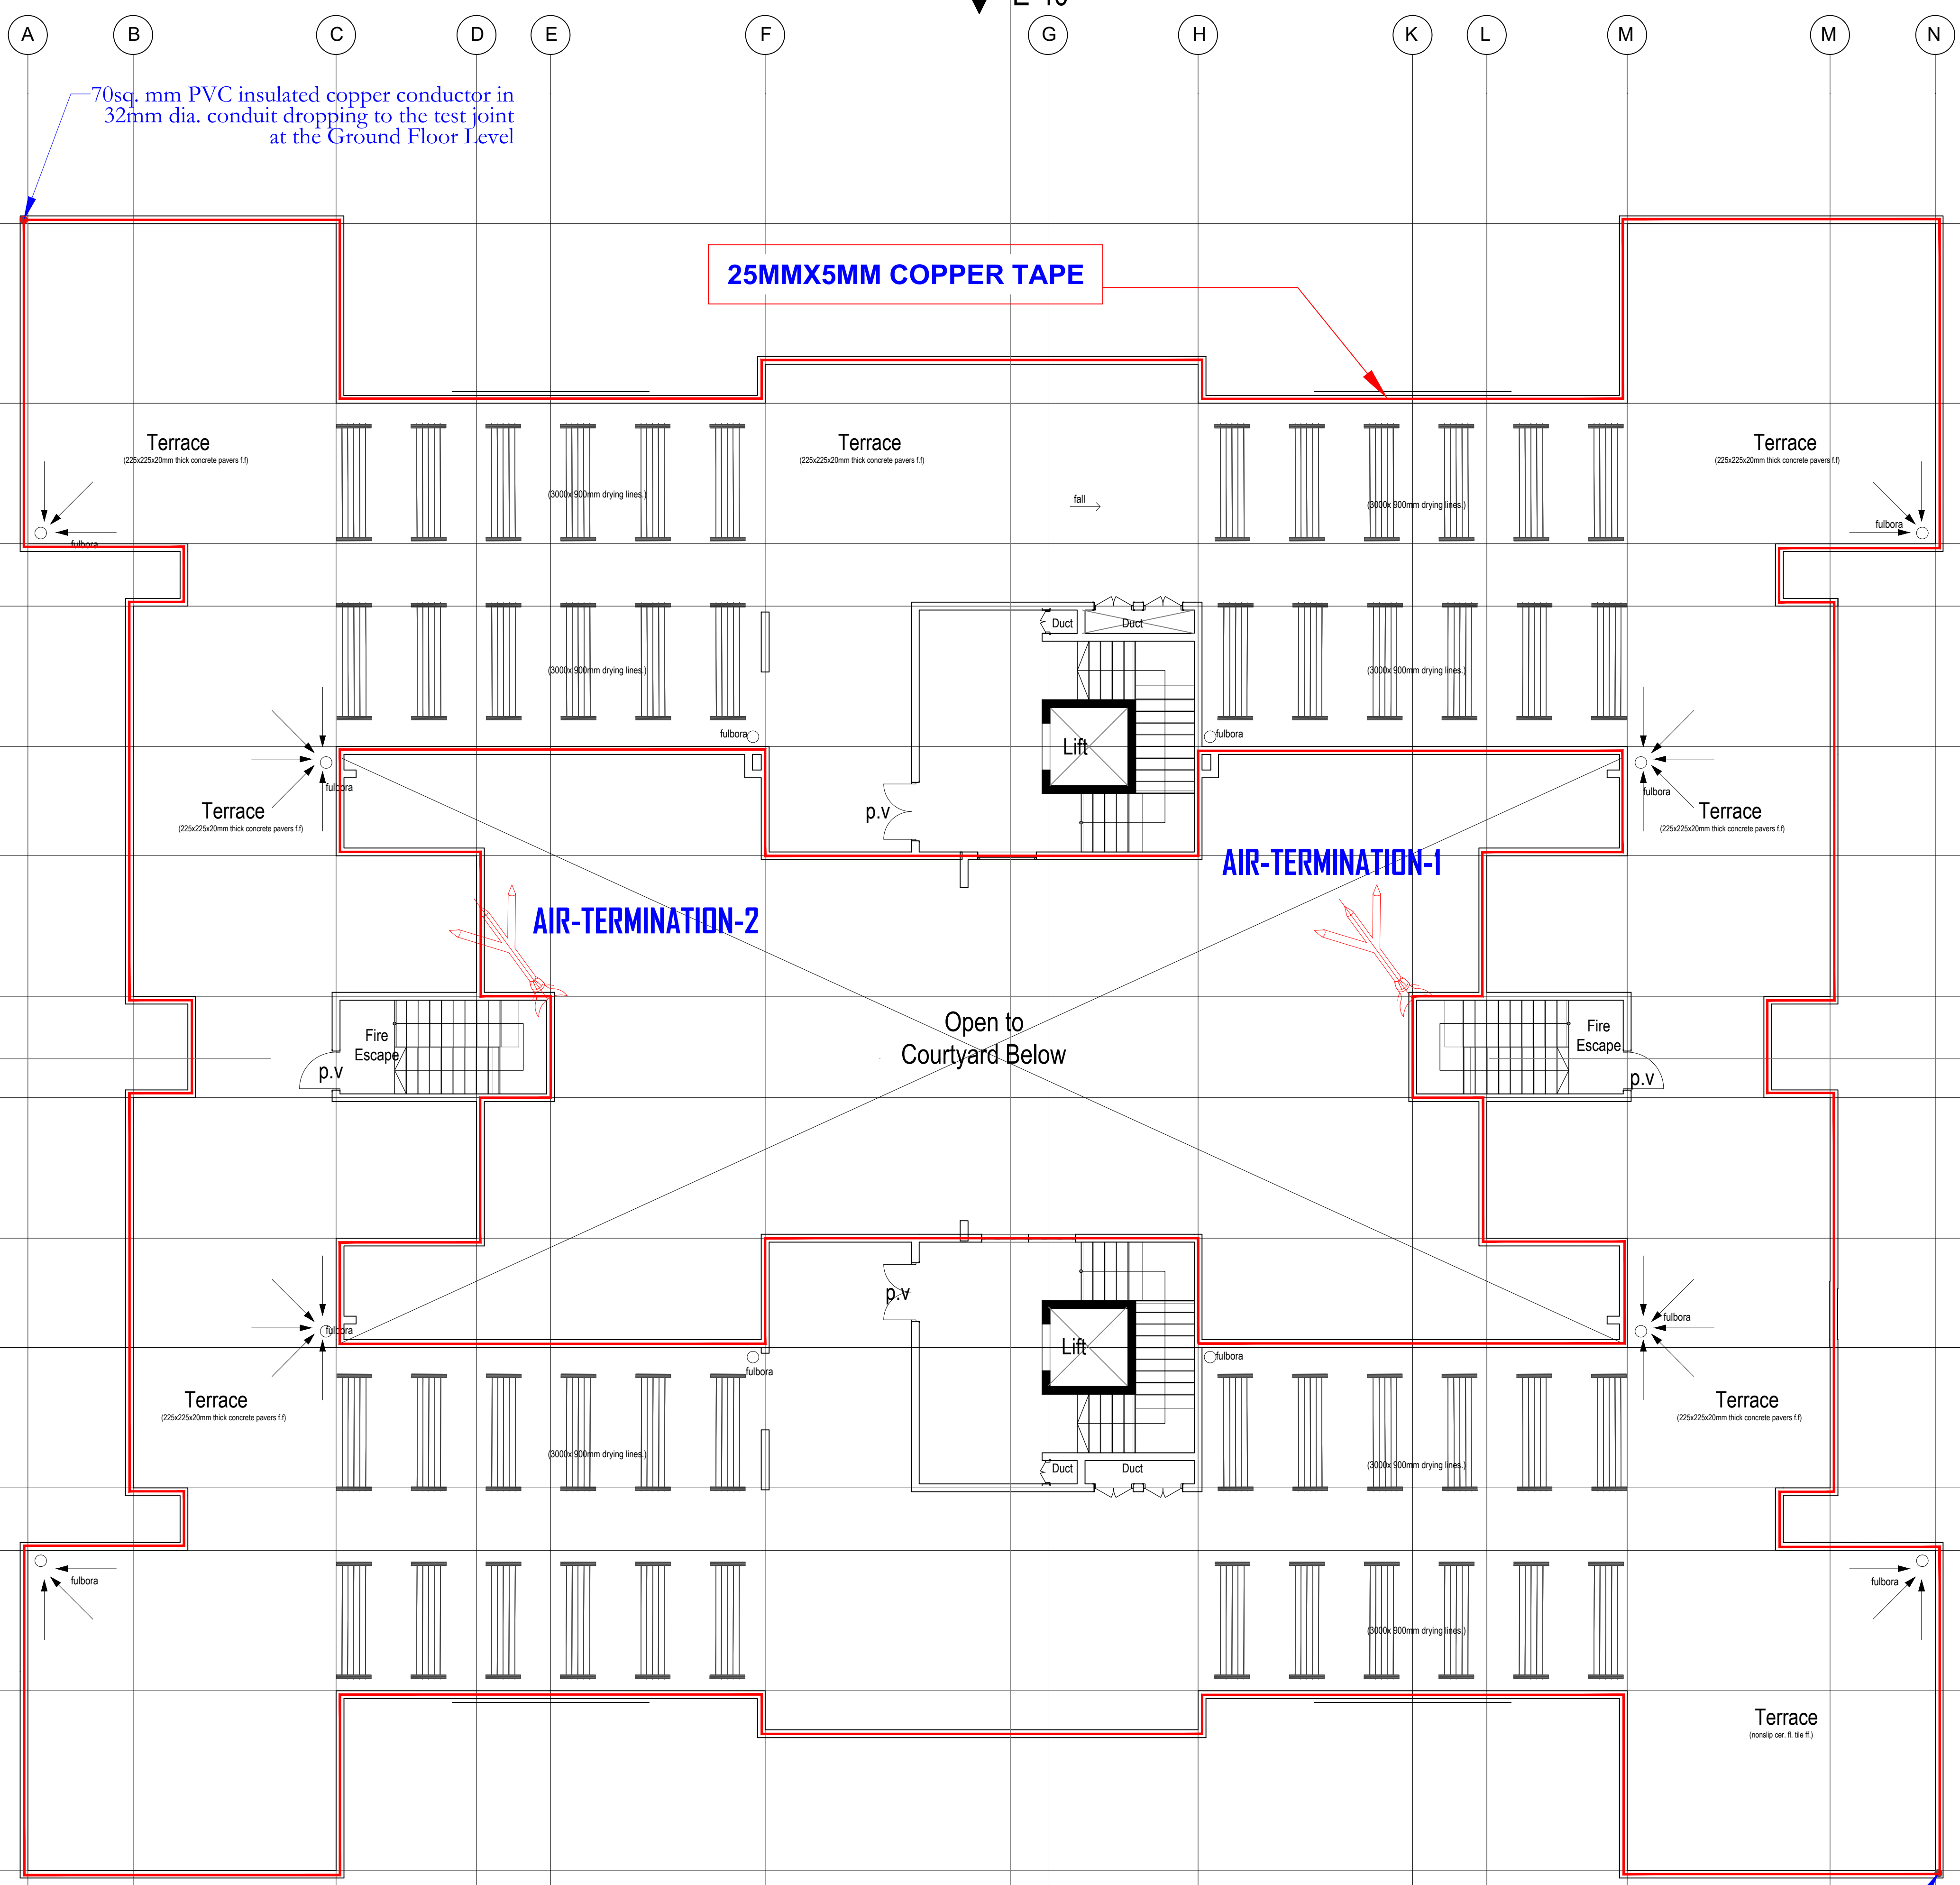 A B C D E F G H K L M M N
70sq. mm PVC insulated copper conductor in
32mm dia. conduit dropping to the test joint
at the Ground Floor Level
25MMX5MM COPPER TAPE
Terrace
(225x225x20mm thick concrete pavers f.f)
Terrace
(225x225x20mm thick concrete pavers f.f)
Terrace
(225x225x20mm thick concrete pavers f.f)
(3000x 900mm drying lines.)
fall
(3000x 900mm drying lines.)
fulbora
fulbora
Duct
Duct
(3000x 900mm drying lines.)
(3000x 900mm drying lines.)
fulbora
fulbora
Lift
fulbora
fulbora
Terrace
(225x225x20mm thick concrete pavers f.f)
p.v
Terrace
(225x225x20mm thick concrete pavers f.f)
AIR-TERMINATION-1
AIR-TERMINATION-2
Open to
Courtyard Below
Fire
Escape
p.v
Fire
Escape
p.v
p.v
fulbora
fulbora
Lift
fulbora
fulbora
Terrace
(225x225x20mm thick concrete pavers f.f)
Terrace
(225x225x20mm thick concrete pavers f.f)
(3000x 900mm drying lines.)
Duct
Duct
(3000x 900mm drying lines.)
fulbora
fulbora
(3000x 900mm drying lines.)
Terrace
(nonslip cer. fl. tile ff.)